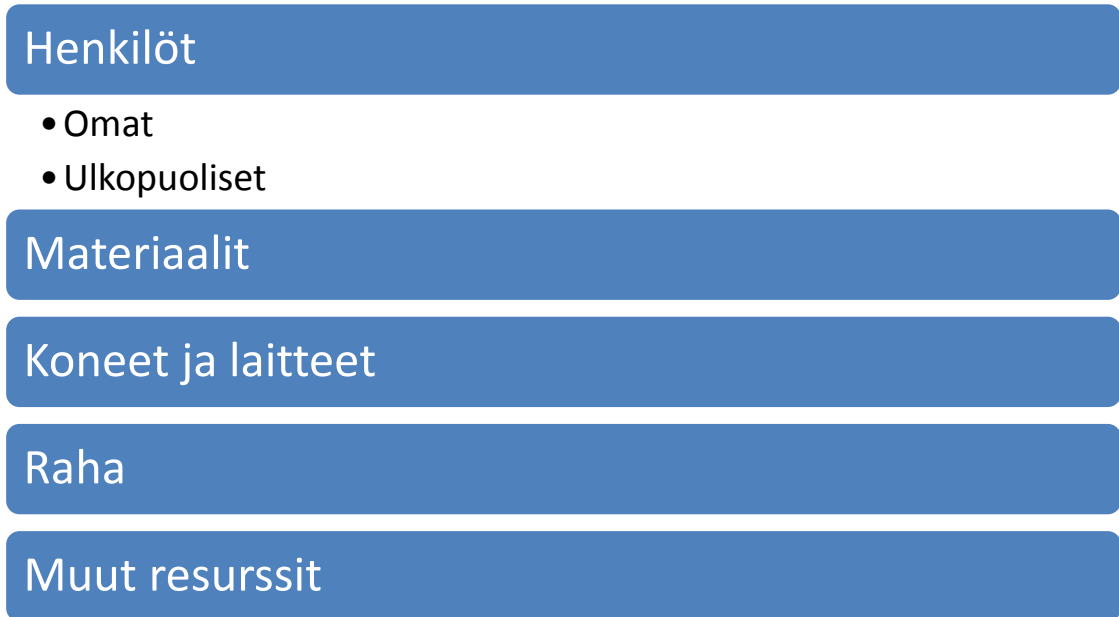 Henkilöt
• Omat
• Ulkopuoliset
Materiaalit
Koneet ja laitteet
Raha
Muut resurssit